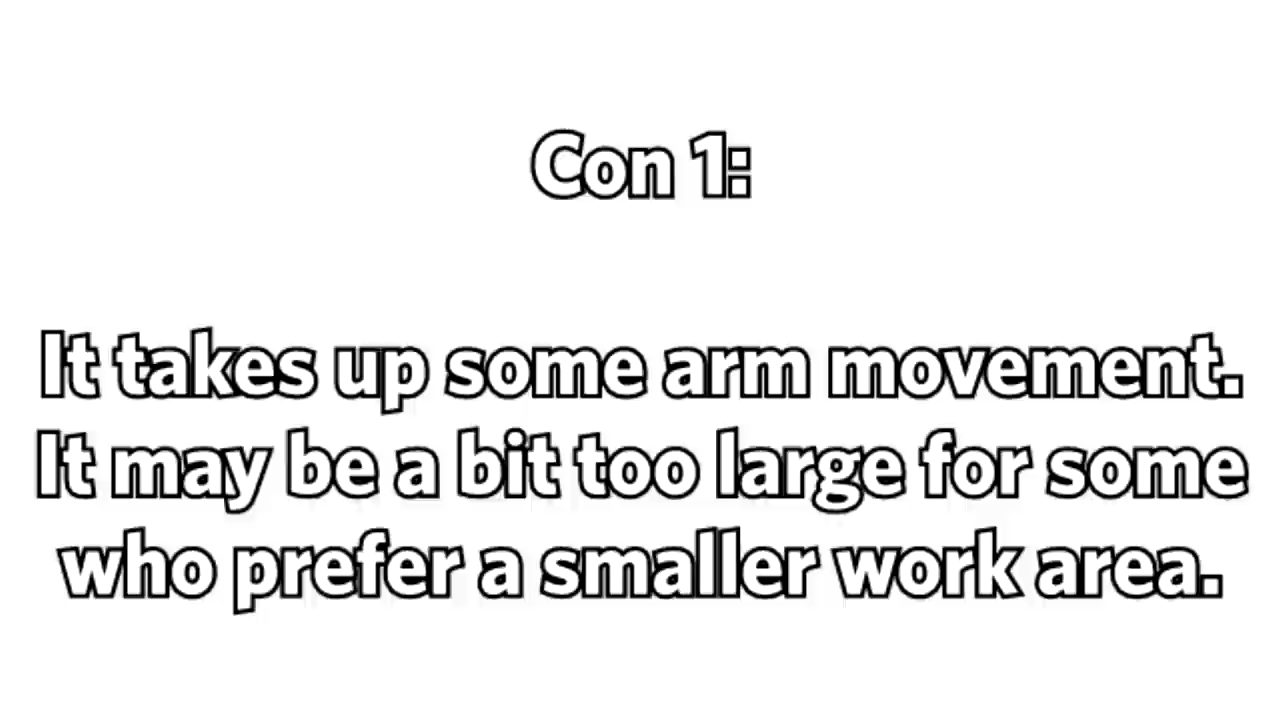 Con 1:
It takes up some arm movement.
It may be a bit too large for some
who prefer a smaller work area.